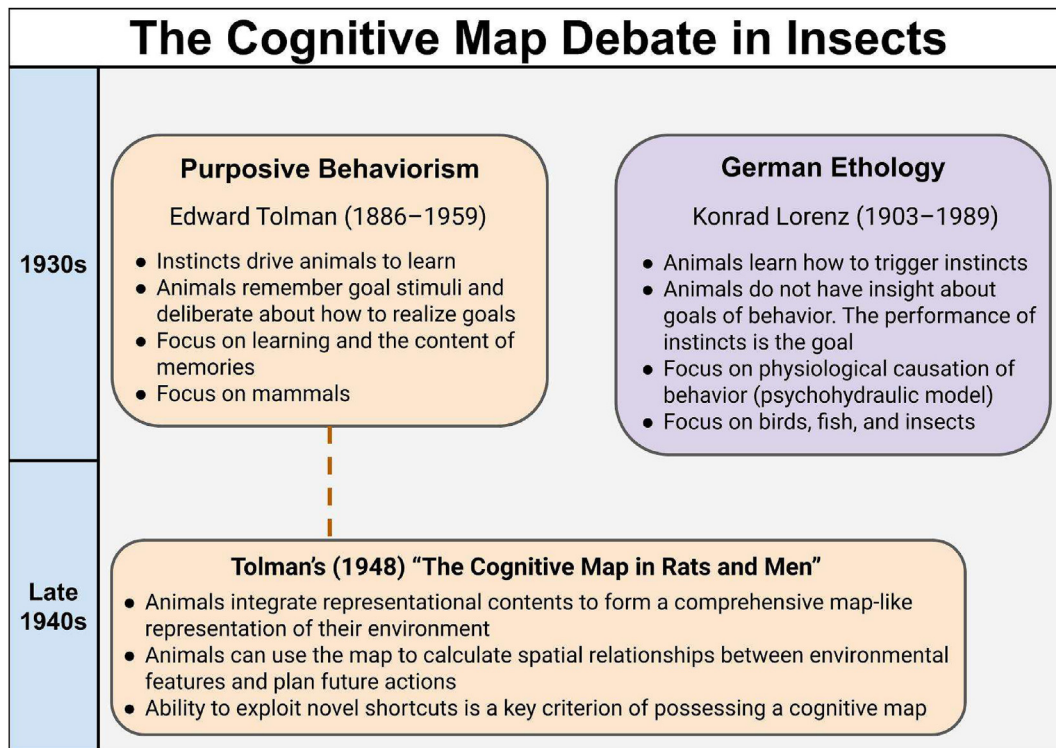 The Cognitive Map Debate in Insects
1930s
Purposive Behaviorism
Edward Tolman (1886–1959)
● Instincts drive animals to learn
● Animals remember goal stimuli and
deliberate about how to realize goals
● Focus on learning and the content of
memories
● Focus on mammals
German Ethology
Konrad Lorenz (1903–1989)
● Animals learn how to trigger instincts
● Animals do not have insight about
goals of behavior. The performance of
instincts is the goal
● Focus on physiological causation of
behavior (psychohydraulic model)
● Focus on birds, fish, and insects
Late
1940s
Tolman’s (1948) “The Cognitive Map in Rats and Men”
● Animals integrate representational contents to form a comprehensive map-like
representation of their environment
● Animals can use the map to calculate spatial relationships between environmental
features and plan future actions
● Ability to exploit novel shortcuts is a key criterion of possessing a cognitive map